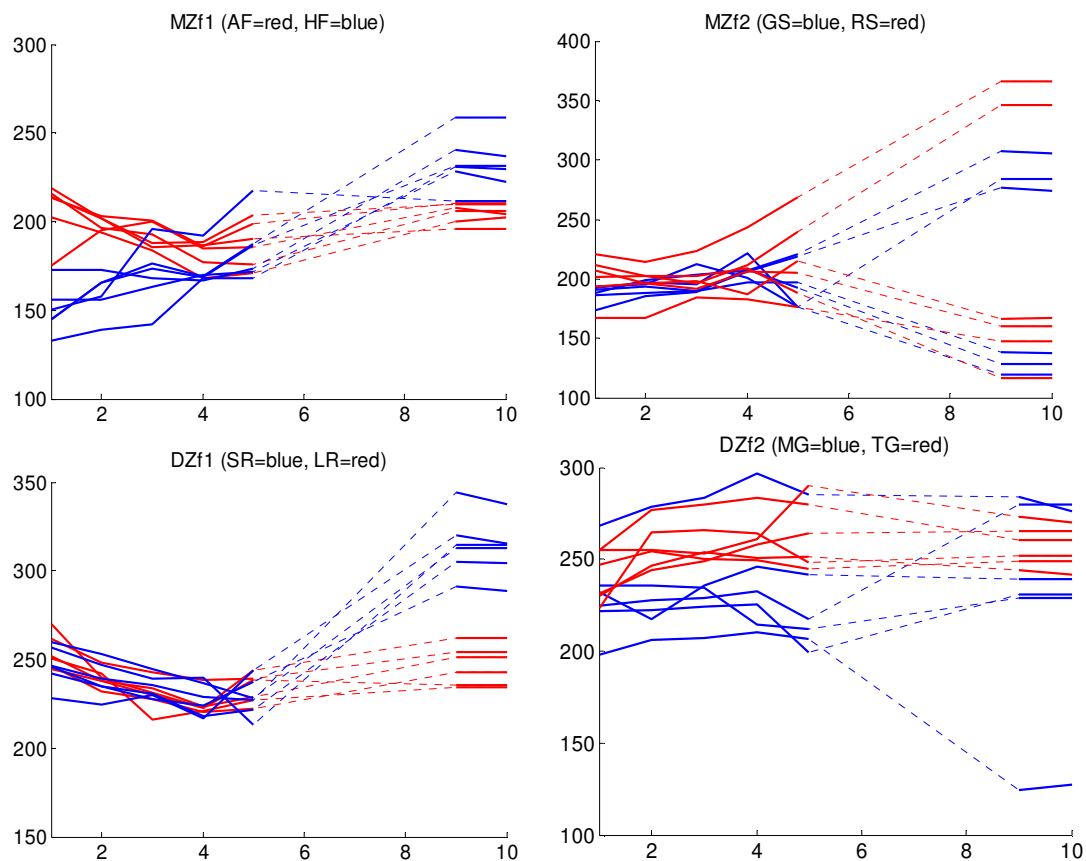 MZf1 (AF=red, HF=blue)
300
250
200
150
100
2 4 6 8 10
MZf2 (GS=blue, RS=red)
400
350
300
250
200
150
100
2 4 6 8 10
DZf1 (SR=blue, LR=red)
350
300
250
200
150
2 4 6 8 10
DZf2 (MG=blue, TG=red)
300
250
200
150
100
2 4 6 8 10